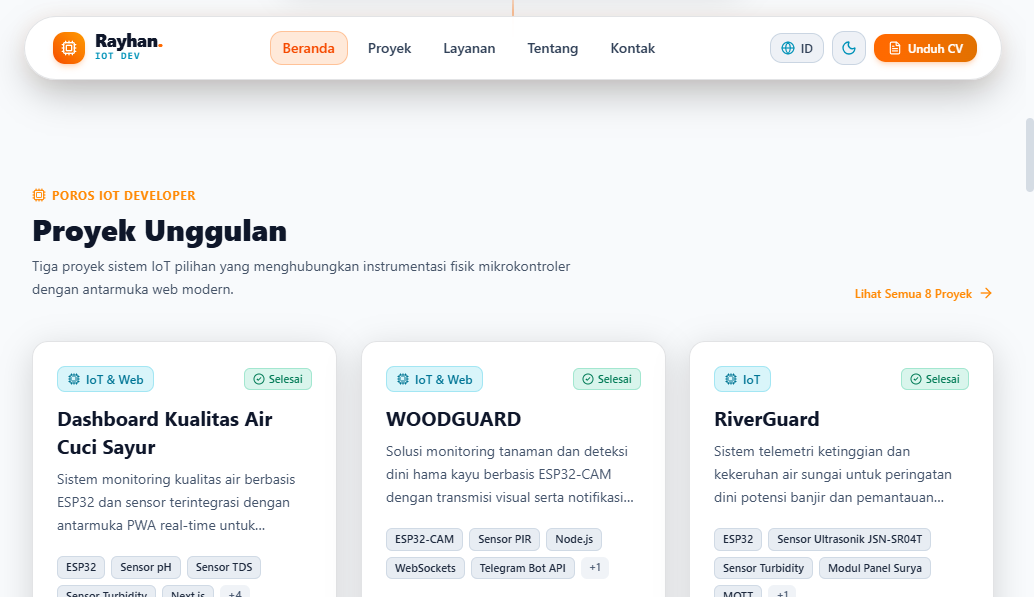 Rayhan.
IOT DEV
Beranda
Proyek
Layanan
Tentang
Kontak
ID
Unduh CV
POROS IOT DEVELOPER
Proyek Unggulan
Tiga proyek sistem IoT pilihan yang menghubungkan instrumentasi fisik mikrokontroler
dengan antarmuka web modern.
Lihat Semua 8 Proyek
IoT & Web
Selesai
Dashboard Kualitas Air
Cuci Sayur
Sistem monitoring kualitas air berbasis
ESP32 dan sensor terintegrasi dengan
antarmuka PWA real-time untuk...
ESP32
Sensor pH
Sensor TDS
Sensor Turbidity
Next.js
+4
IoT & Web
Selesai
WOODGUARD
Solusi monitoring tanaman dan deteksi
dini hama kayu berbasis ESP32-CAM
dengan transmisi visual serta notifikasi...
ESP32-CAM
Sensor PIR
Node.js
WebSockets
Telegram Bot API
+1
IoT
Selesai
RiverGuard
Sistem telemetri ketinggian dan
kekeruhan air sungai untuk peringatan
dini potensi banjir dan pemantauan...
ESP32
Sensor Ultrasonik JSN-SR04T
Sensor Turbidity
Modul Panel Surya
MQTT
+1